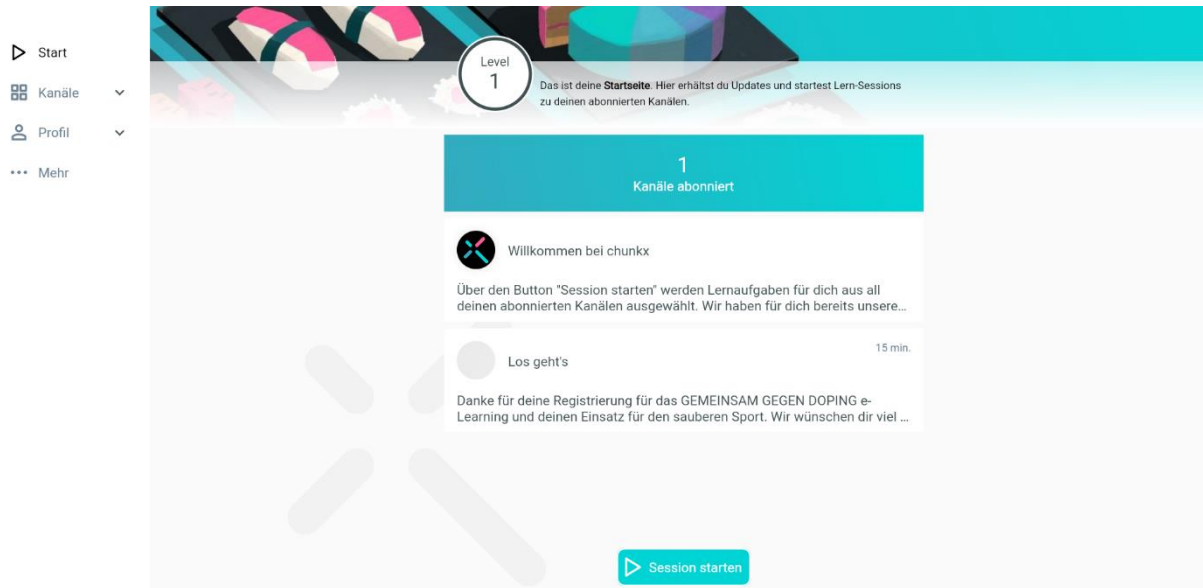 Start
Kanäle
Profil
Mehr
Level
1
Das ist deine Startseite. Hier erhältst du Updates und startest Lern-Sessions
zu deinen abonnierten Kanälen.
1
Kanäle abonniert
Willkommen bei chunkx
Über den Button "Session starten" werden Lernaufgaben für dich aus all
deinen abonnierten Kanälen ausgewählt. Wir haben für dich bereits unsere...
15 min.
Los geht's
Danke für deine Registrierung für das GEMEINSAM GEGEN DOPING e-
Learning und deinen Einsatz für den sauberen Sport. Wir wünschen dir viel ...
Session starten